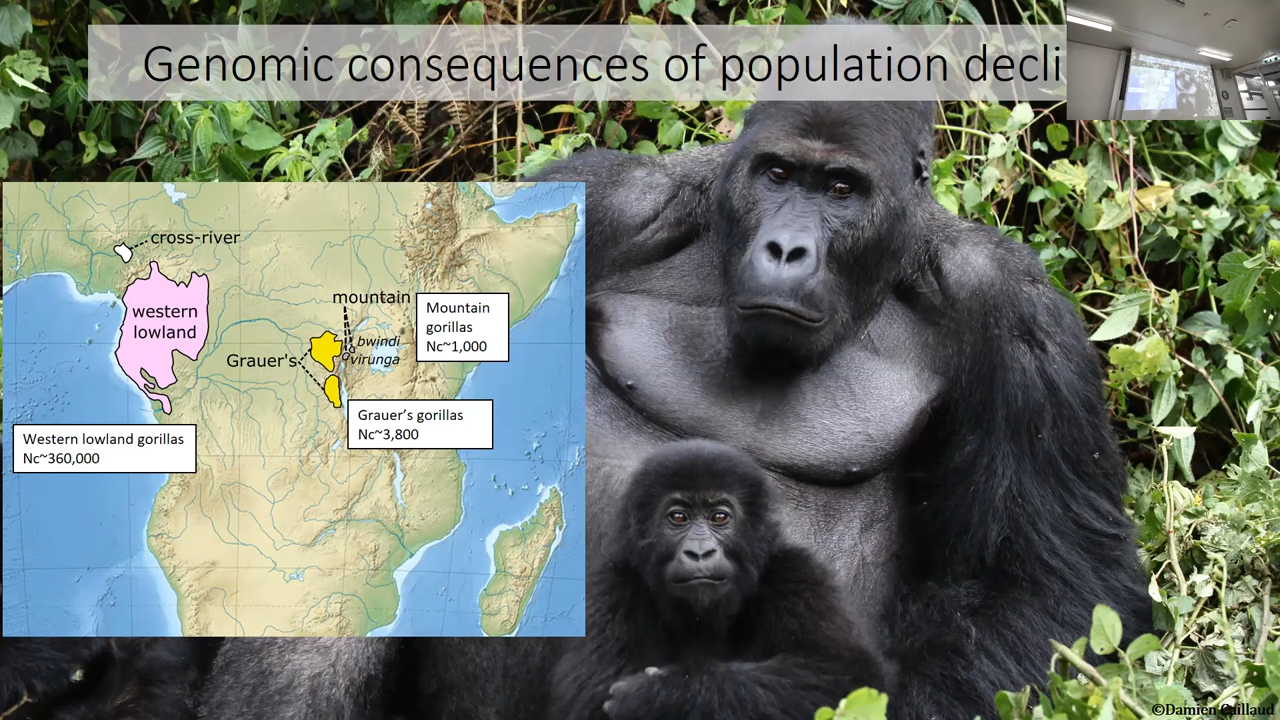 Genomic consequences of population decli
cross-river
western
lowland
mountain
Mountain
gorillas
Nc~1,000
bwindi
virunga
Grauer's
Grauer's gorillas
Nc~3,800
Western lowland gorillas
Nc~360,000
©Damien Caillaud